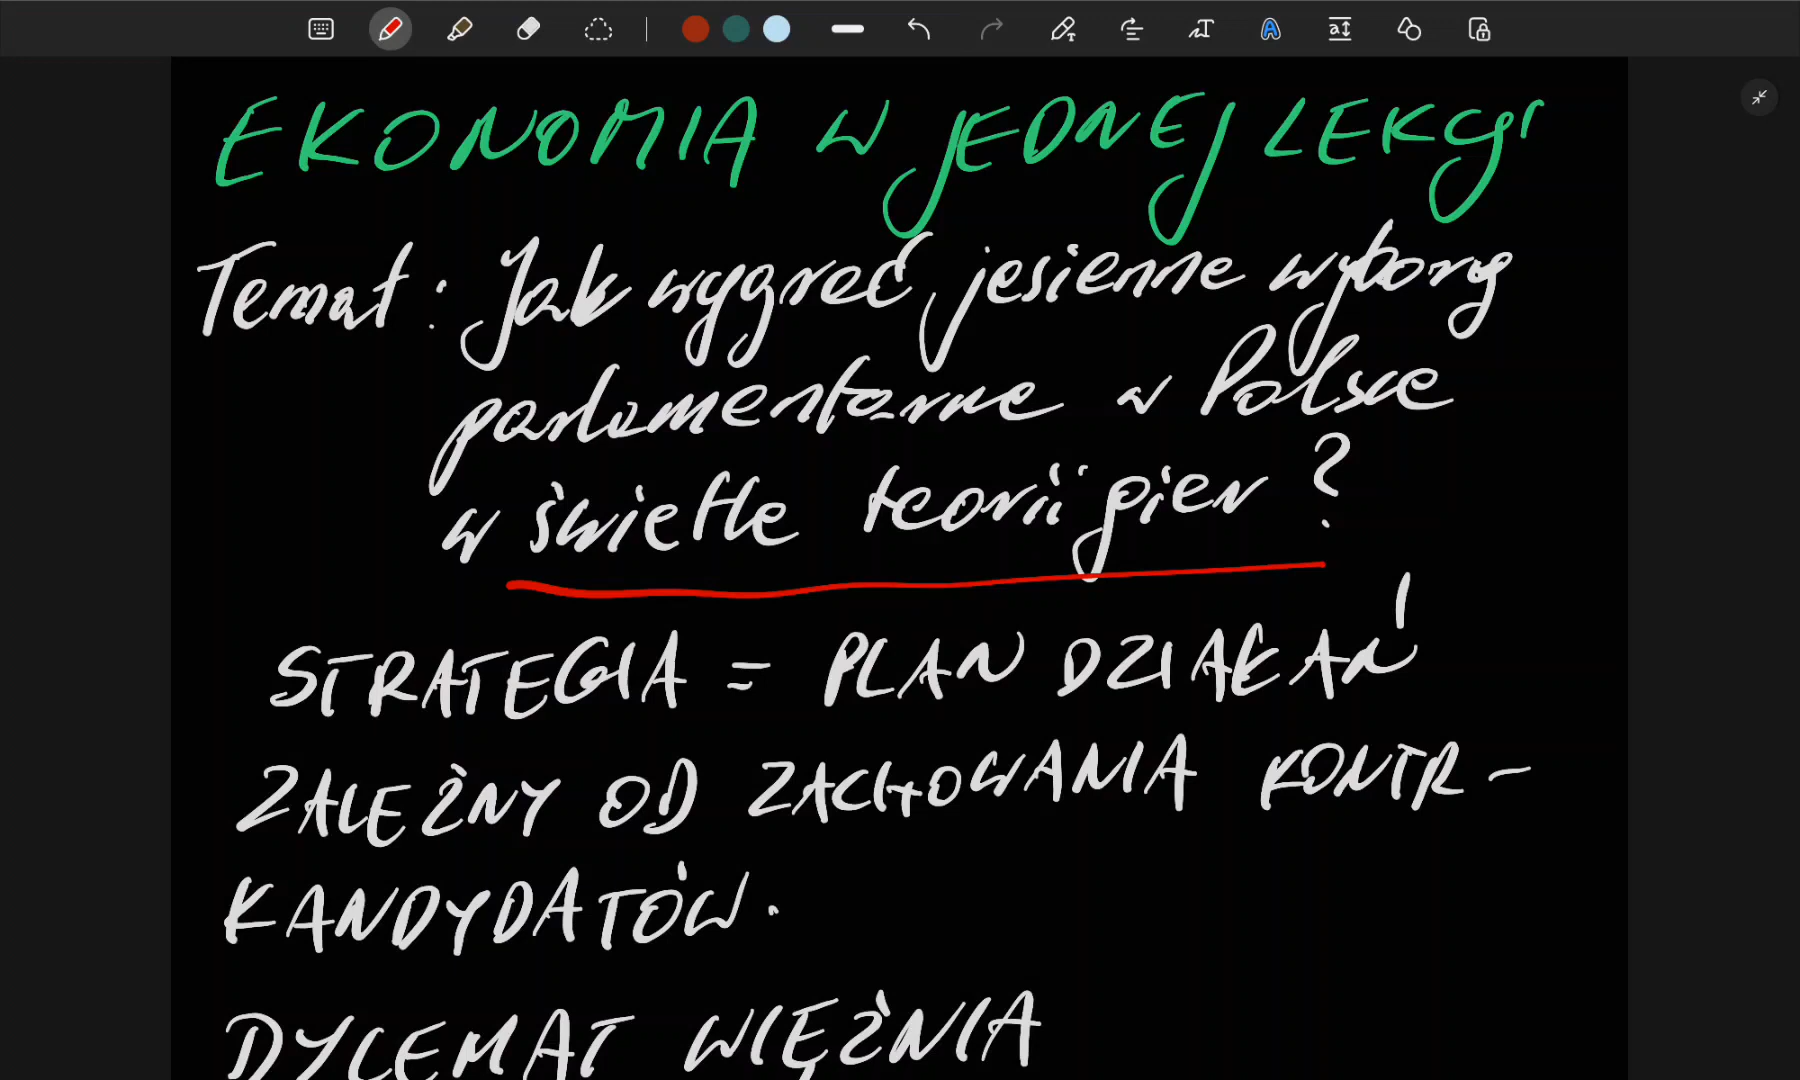 EKONOMIA W JEDNEJ LEKCJI
Temat: Jak wygrać jesienne wybory
parlamentarne w Polsce
w świetle teorii gier?
STRATEGIA = PLAN DZIAŁAŃ
ZALEŻNY OD ZACHOWANIA KONTR-
KANDYDATÓW.
DYLEMAT WIĘŹNIA